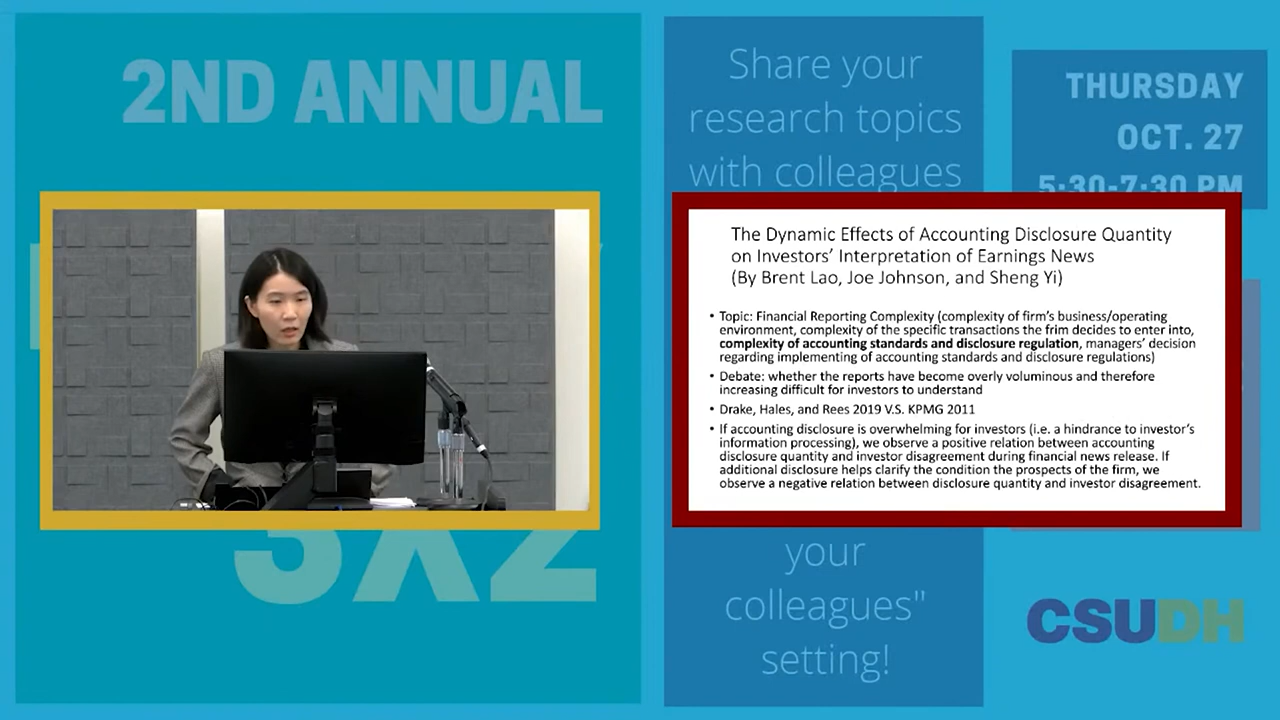 2ND ANNUAL
3X2
Share your
research topics
with colleagues
your
colleagues"
setting!
THURSDAY
OCT. 27
5:30-7:30 PM
The Dynamic Effects of Accounting Disclosure Quantity
on Investors' Interpretation of Earnings News
(By Brent Lao, Joe Johnson, and Sheng Yi)
• Topic: Financial Reporting Complexity (complexity of firm's business/operating
environment, complexity of the specific transactions the frim decides to enter into,
complexity of accounting standards and disclosure regulation, managers' decision
regarding implementing of accounting standards and disclosure regulations)
• Debate: whether the reports have become overly voluminous and therefore
increasing difficult for investors to understand
• Drake, Hales, and Rees 2019 V.S. KPMG 2011
• If accounting disclosure is overwhelming for investors (i.e. a hindrance to investor's
information processing), we observe a positive relation between accounting
disclosure quantity and investor disagreement during financial news release. If
additional disclosure helps clarify the condition the prospects of the firm, we
observe a negative relation between disclosure quantity and investor disagreement.
CSUDH